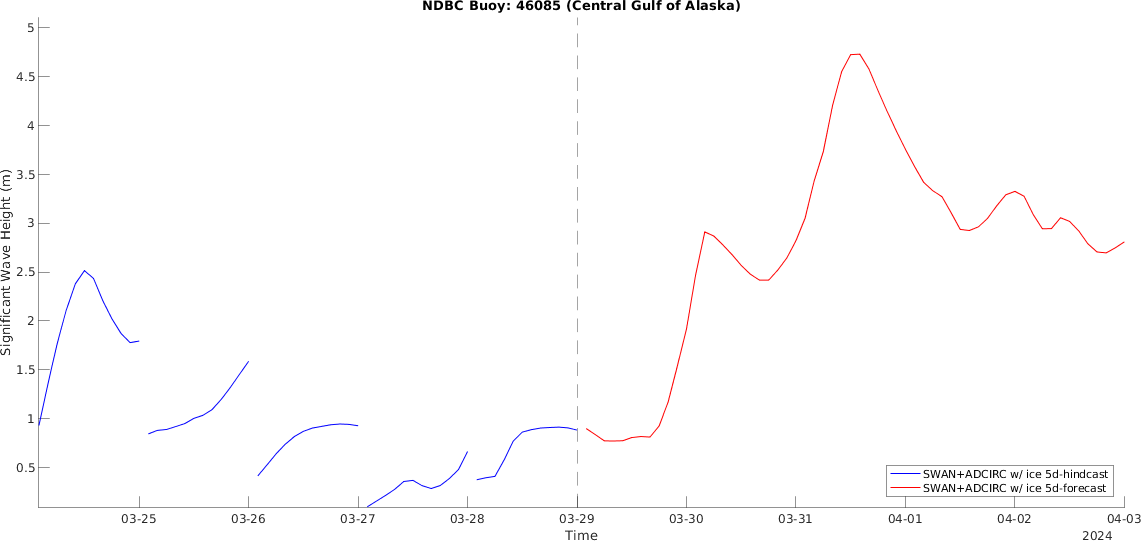 NDBC Buoy: 46085 (Central Gulf of Alaska)
5
4.5
4
3.5
3
2.5
2
1.5
1
0.5
Significant Wave Height (m)
SWAN+ADCIRC w/ ice 5d-hindcast
SWAN+ADCIRC w/ ice 5d-forecast
03-25 03-26 03-27 03-28 03-29 03-30 03-31 04-01 04-02 04-03
Time
2024